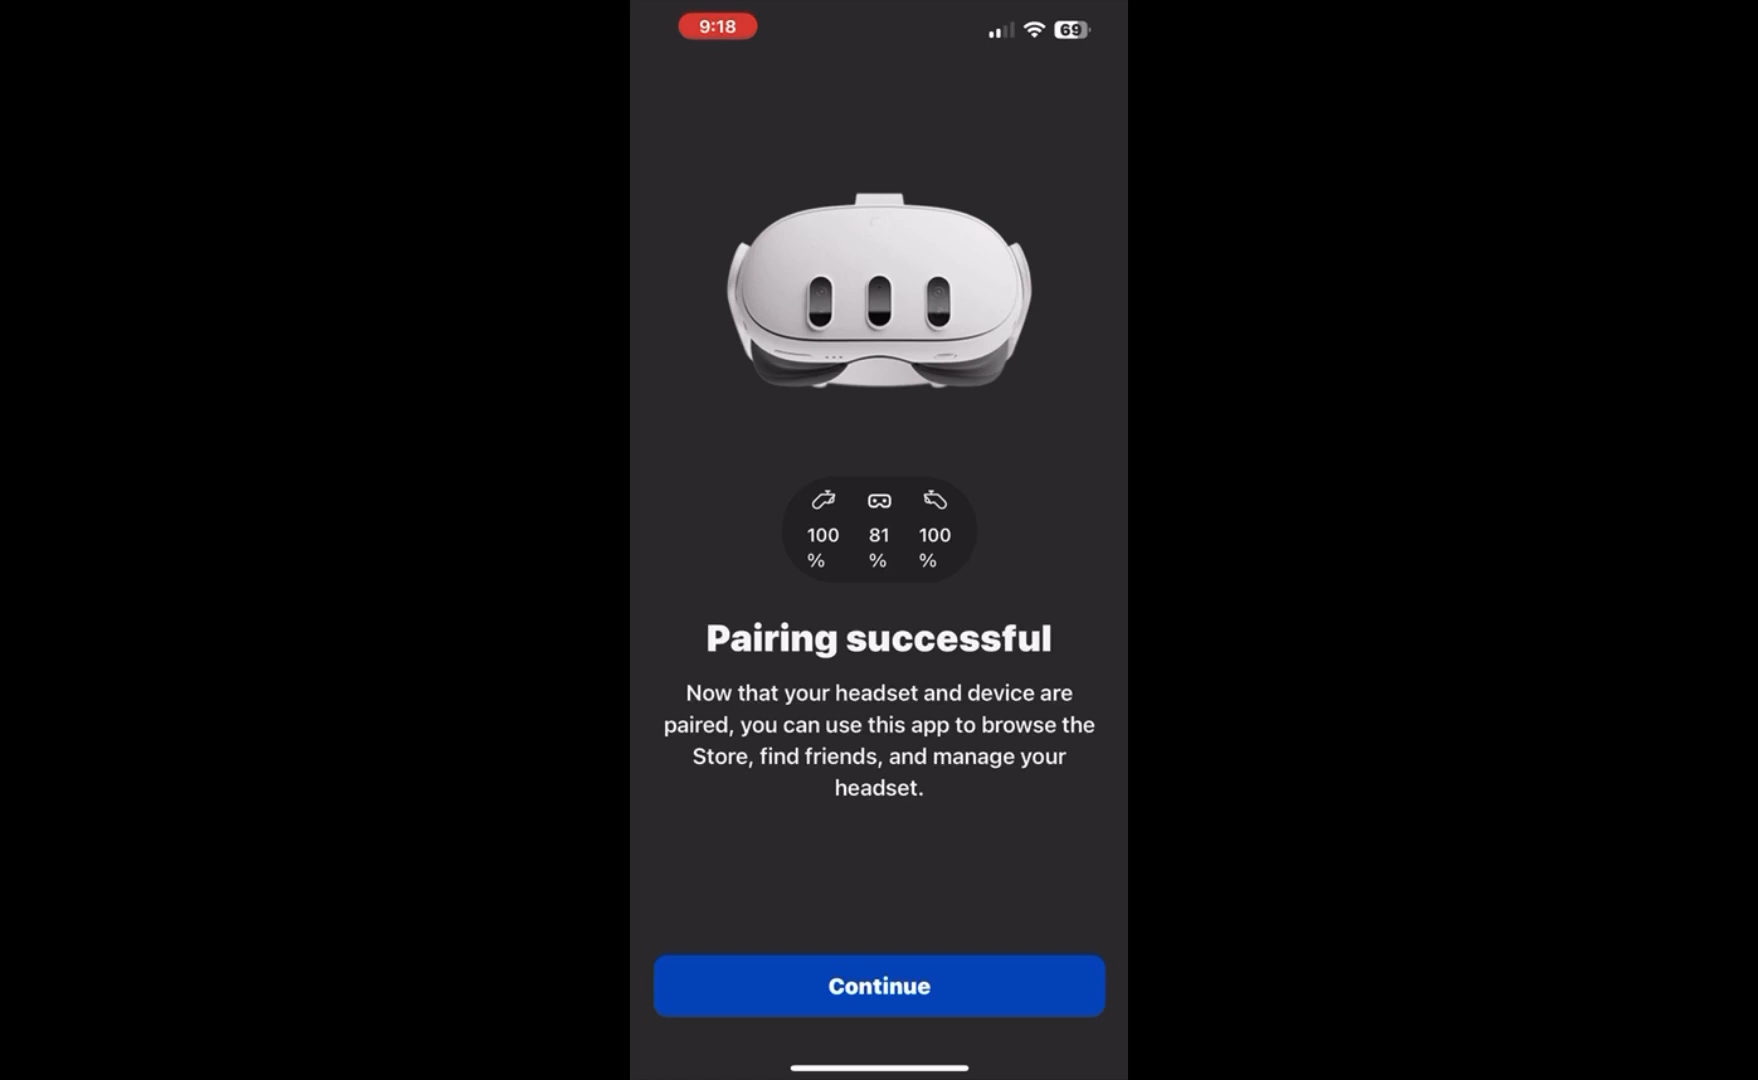 9:18
69
100 81 100
% % %
Pairing successful
Now that your headset and device are
paired, you can use this app to browse the
Store, find friends, and manage your
headset.
Continue